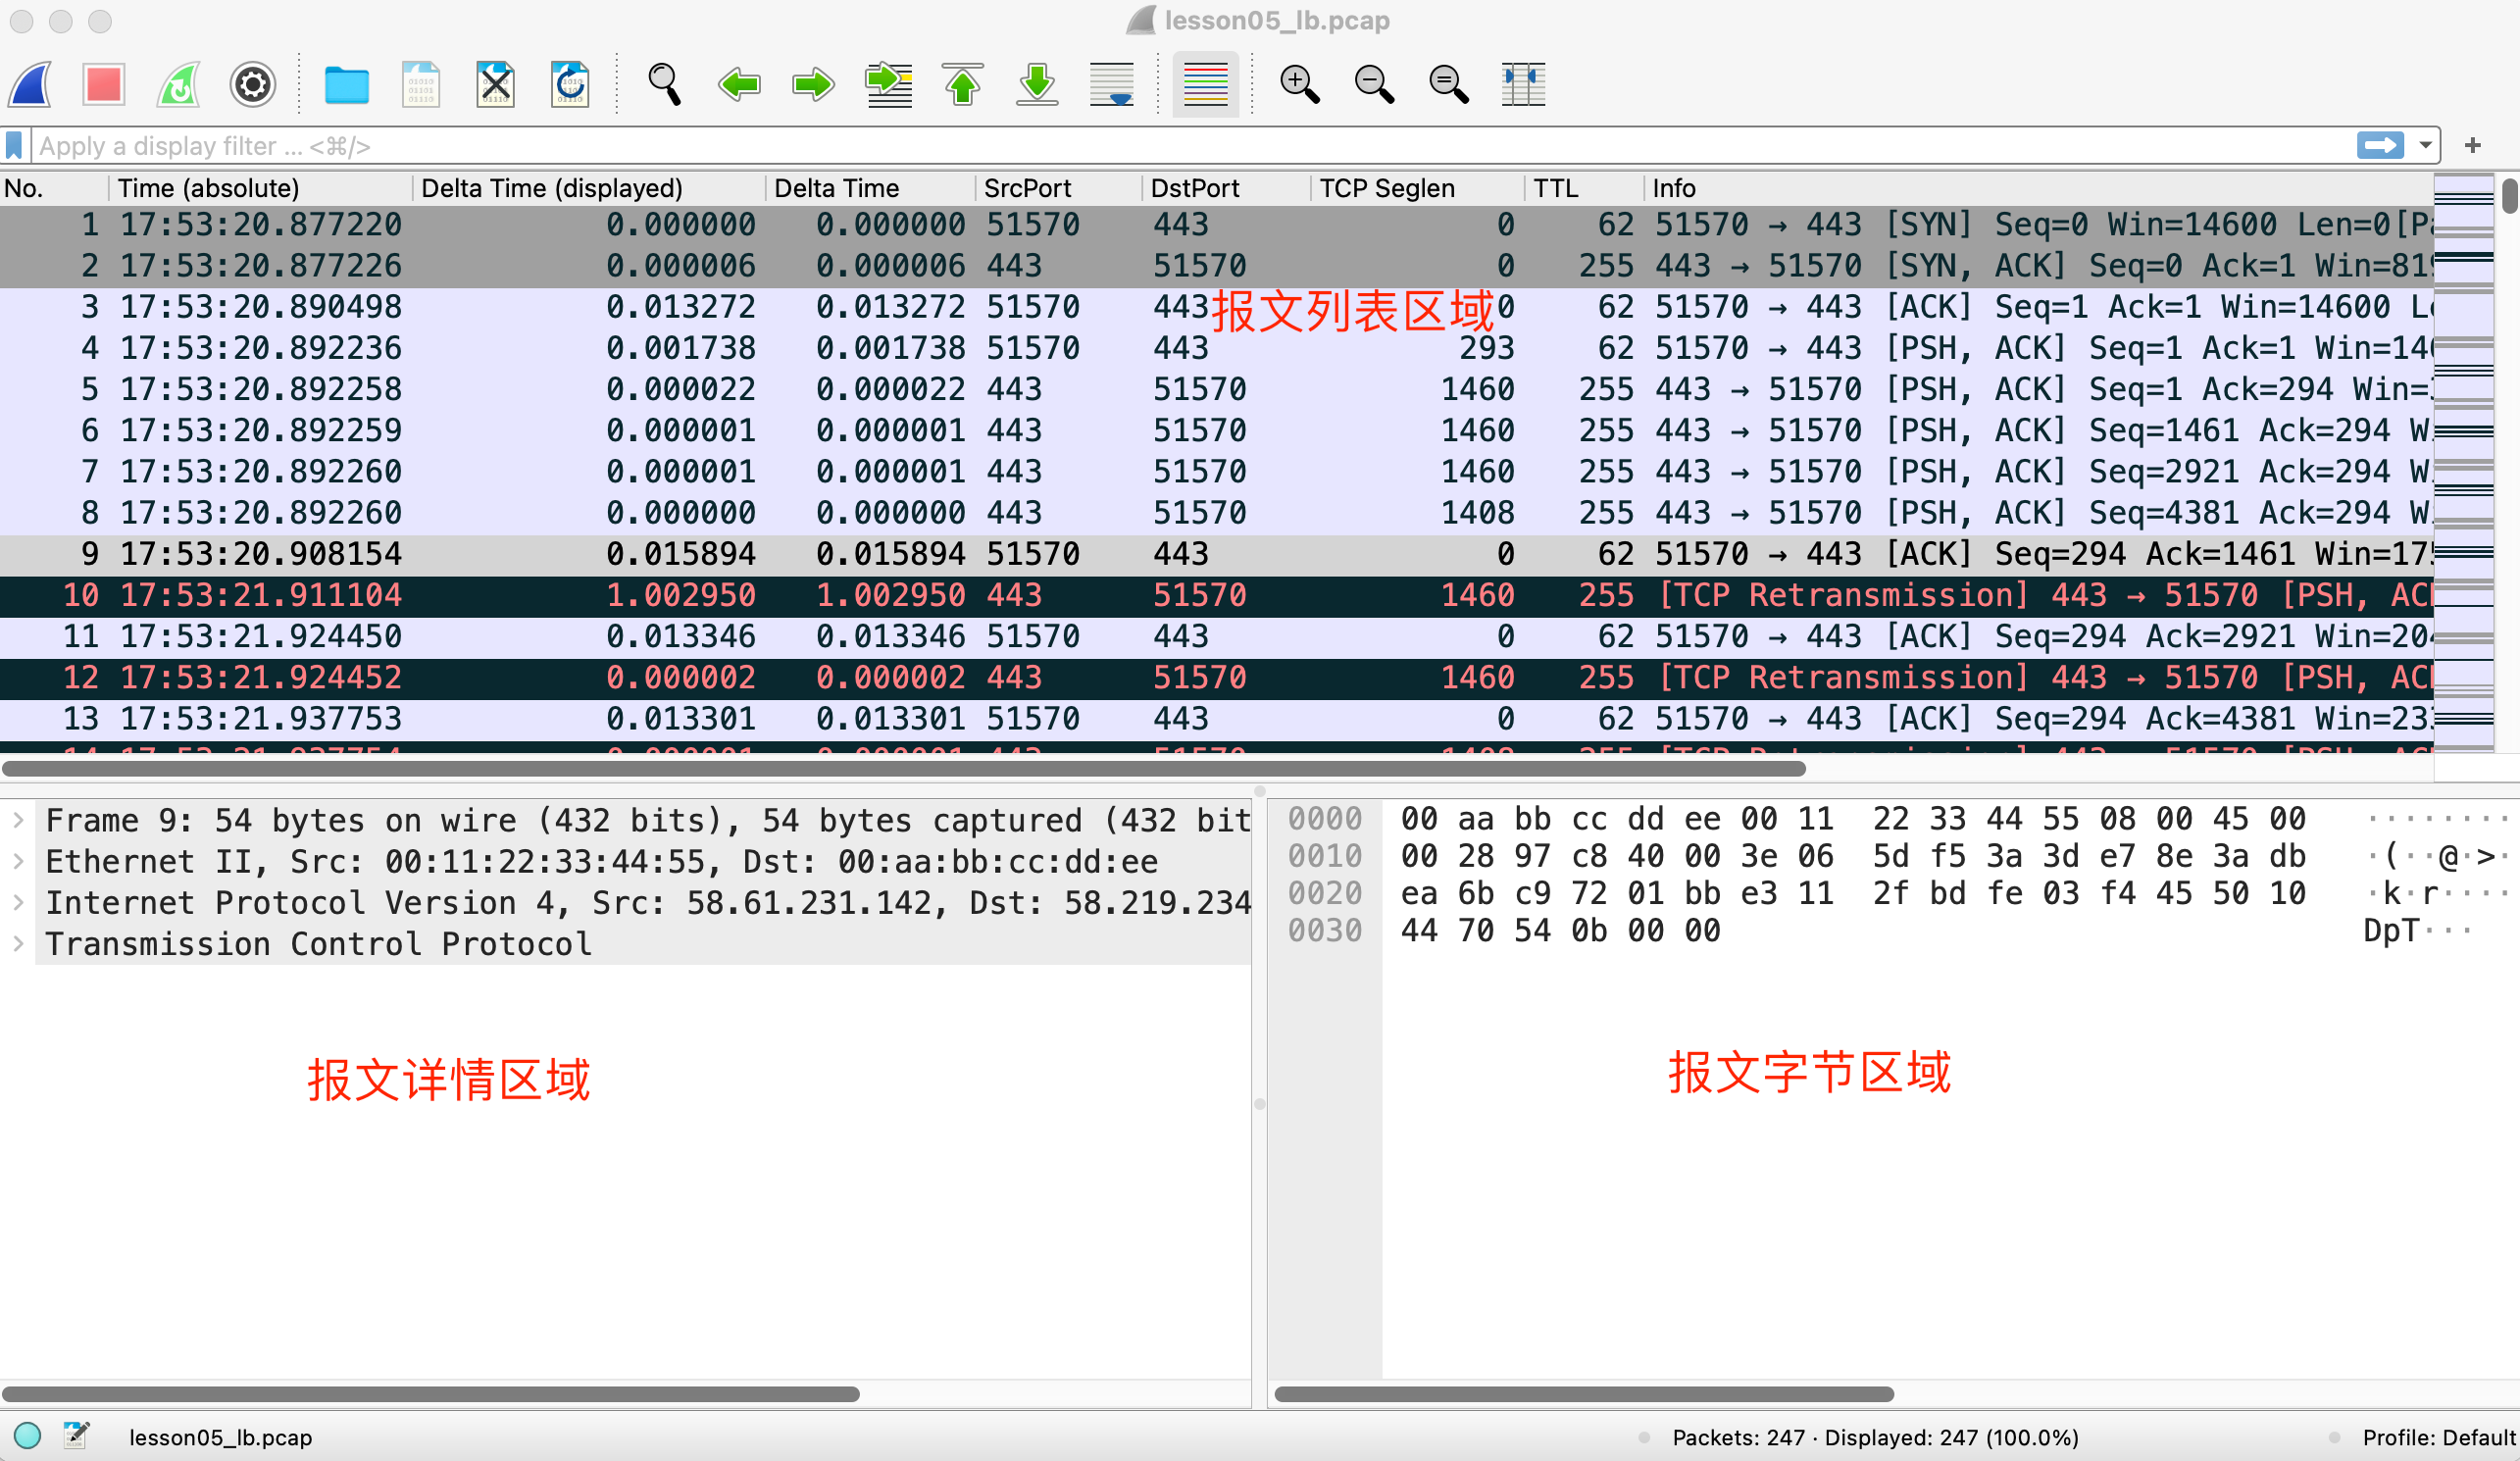 lesson05_lb.pcap
Apply a display filter ... <⌘/>
+
No. Time (absolute) Delta Time (displayed) Delta Time SrcPort DstPort TCP Seglen TTL Info
1 17:53:20.877220 0.000000 0.000000 51570 443 0 62 51570 → 443 [SYN] Seq=0 Win=14600 Len=0[Pa
2 17:53:20.877226 0.000006 0.000006 443 51570 0 255 443 → 51570 [SYN, ACK] Seq=0 Ack=1 Win=819
3 17:53:20.890498 0.013272 0.013272 51570 443 0 62 51570 → 443 [ACK] Seq=1 Ack=1 Win=14600 Le
报文列表区域
4 17:53:20.892236 0.001738 0.001738 51570 443 293 62 51570 → 443 [PSH, ACK] Seq=1 Ack=1 Win=146
5 17:53:20.892258 0.000022 0.000022 443 51570 1460 255 443 → 51570 [PSH, ACK] Seq=1 Ack=294 Win=
6 17:53:20.892259 0.000001 0.000001 443 51570 1460 255 443 → 51570 [PSH, ACK] Seq=1461 Ack=294 Wi
7 17:53:20.892260 0.000001 0.000001 443 51570 1460 255 443 → 51570 [PSH, ACK] Seq=2921 Ack=294 Wi
8 17:53:20.892260 0.000000 0.000000 443 51570 1408 255 443 → 51570 [PSH, ACK] Seq=4381 Ack=294 Wi
9 17:53:20.908154 0.015894 0.015894 51570 443 0 62 51570 → 443 [ACK] Seq=294 Ack=1461 Win=175
10 17:53:21.911104 1.002950 1.002950 443 51570 1460 255 [TCP Retransmission] 443 → 51570 [PSH, ACK
11 17:53:21.924450 0.013346 0.013346 51570 443 0 62 51570 → 443 [ACK] Seq=294 Ack=2921 Win=204
12 17:53:21.924452 0.000002 0.000002 443 51570 1460 255 [TCP Retransmission] 443 → 51570 [PSH, ACK
13 17:53:21.937753 0.013301 0.013301 51570 443 0 62 51570 → 443 [ACK] Seq=294 Ack=4381 Win=233
Frame 9: 54 bytes on wire (432 bits), 54 bytes captured (432 bit
Ethernet II, Src: 00:11:22:33:44:55, Dst: 00:aa:bb:cc:dd:ee
Internet Protocol Version 4, Src: 58.61.231.142, Dst: 58.219.234
Transmission Control Protocol
报文详情区域
0000 00 aa bb cc dd ee 00 11 22 33 44 55 08 00 45 00 ········
0010 00 28 97 c8 40 00 3e 06 5d f5 3a 3d e7 8e 3a db ·(··@·>·
0020 ea 6b c9 72 01 bb e3 11 2f bd fe 03 f4 45 50 10 ·k·r····
0030 44 70 54 0b 00 00 DpT···
报文字节区域
lesson05_lb.pcap
Packets: 247 · Displayed: 247 (100.0%)
Profile: Default